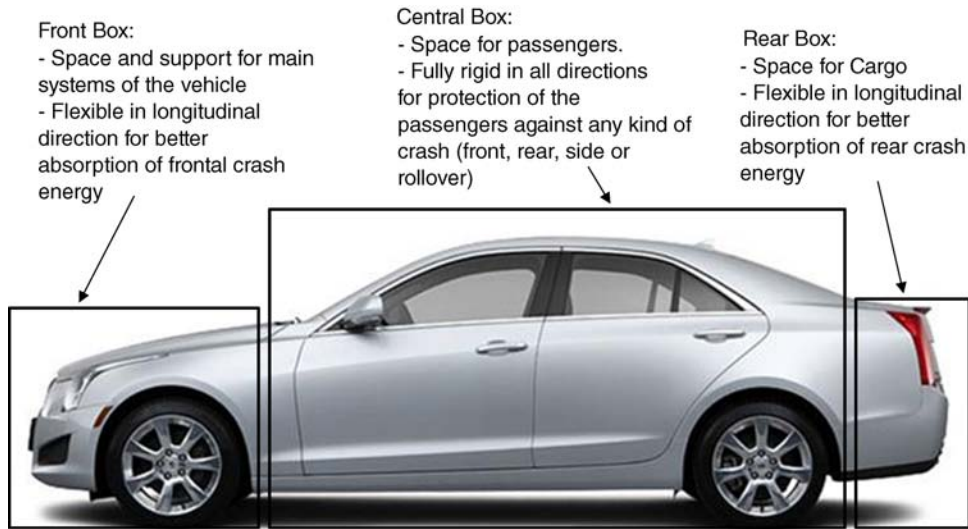 Front Box:
- Space and support for main
systems of the vehicle
- Flexible in longitudinal
direction for better
absorption of frontal crash
energy
Central Box:
- Space for passengers.
- Fully rigid in all directions
for protection of the
passengers against any kind of
crash (front, rear, side or
rollover)
Rear Box:
- Space for Cargo
- Flexible in longitudinal
direction for better
absorption of rear crash
energy